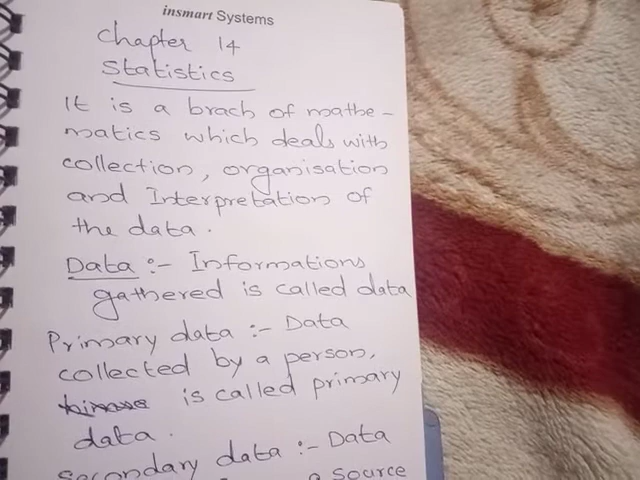 insmart Systems
Chapter 14
Statistics
It is a brach of mathe-
matics which deals with
collection, organisation
and Interpretation of
the data.
Data :- Informations
gathered is called data
Primary data :- Data
collected by a person,
is called primary
data.
Secondary data :- Data
a source